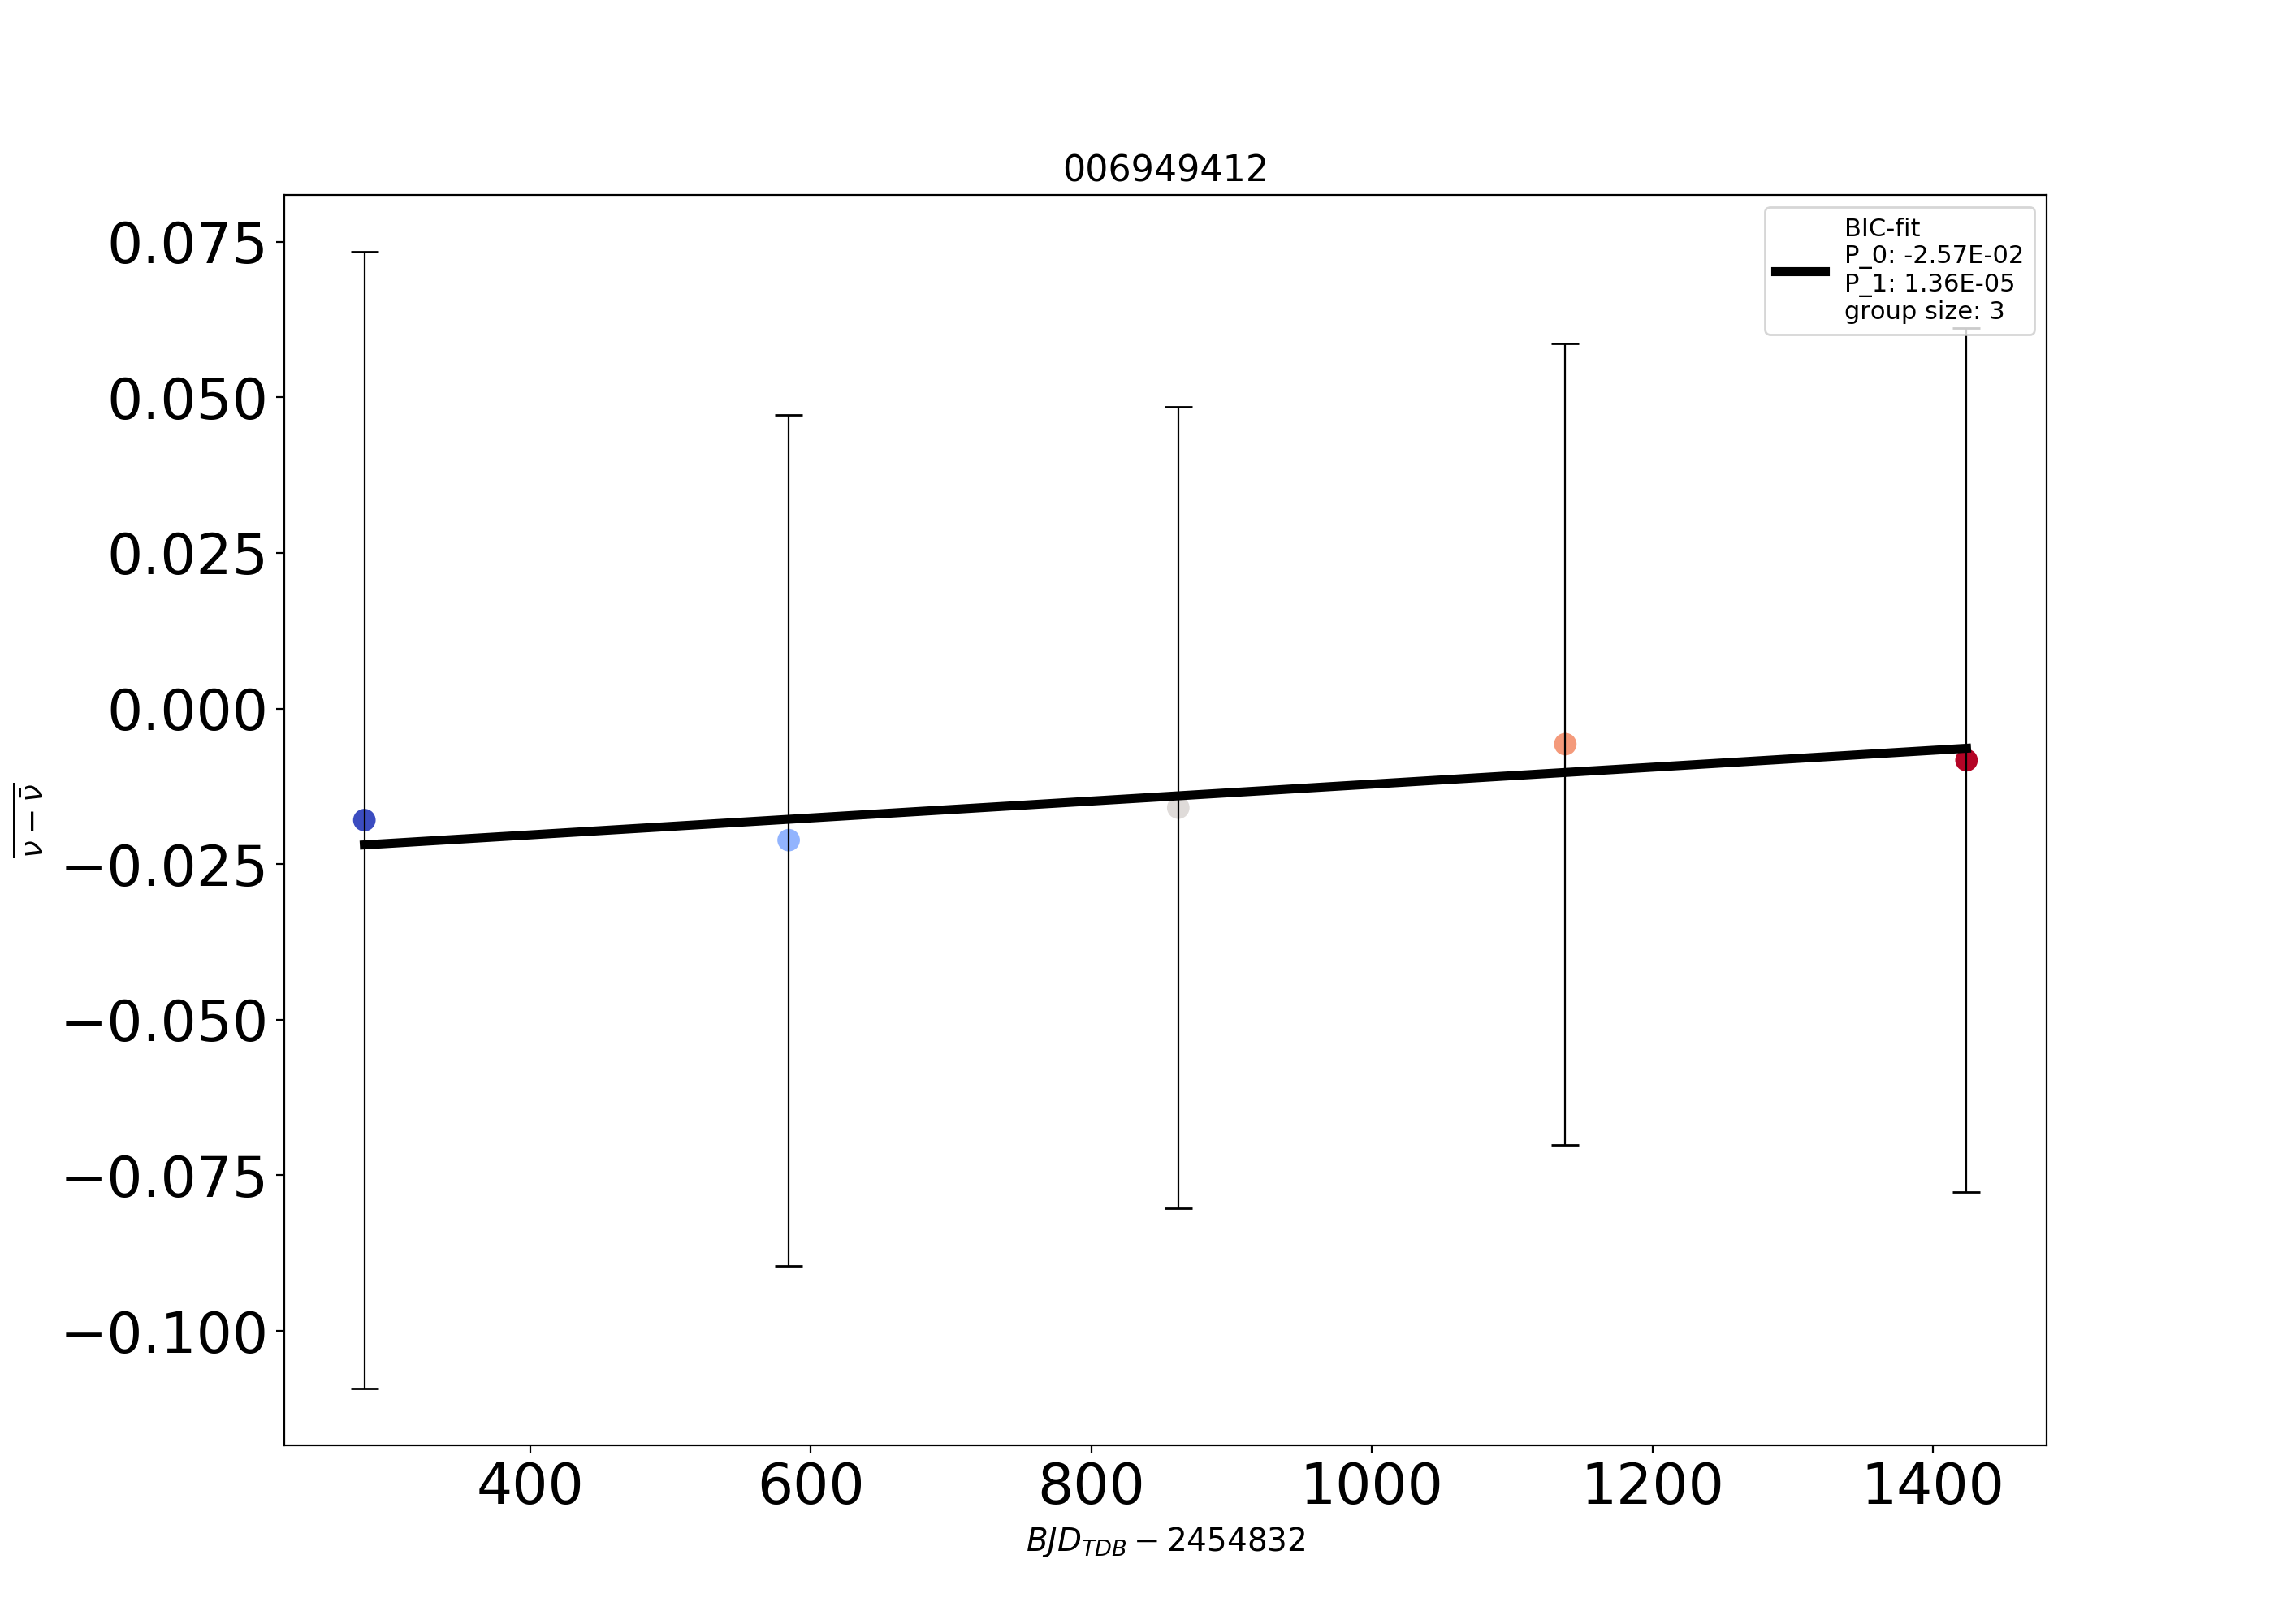 006949412
BIC-fit
P_0: -2.57E-02
P_1: 1.36E-05
group size: 3
0.075
0.050
0.025
0.000
−0.025
−0.050
−0.075
−0.100
ν − ν̄
400 600 800 1000 1200 1400
BJD_TDB − 2454832